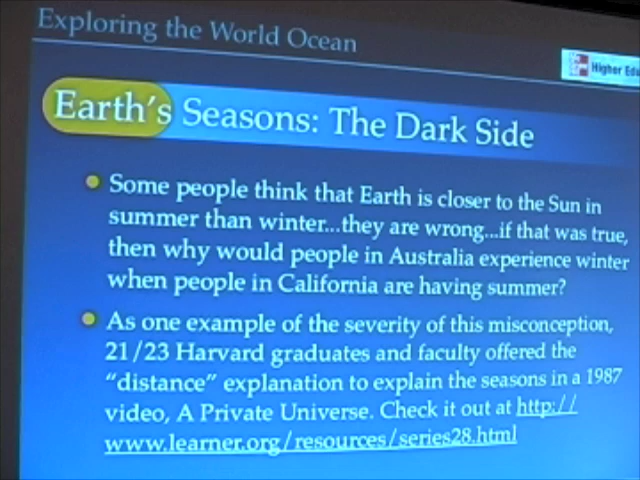 Exploring the World Ocean
Higher Edu
Earth's Seasons: The Dark Side
Some people think that Earth is closer to the Sun in
summer than winter...they are wrong...if that was true,
then why would people in Australia experience winter
when people in California are having summer?
As one example of the severity of this misconception,
21/23 Harvard graduates and faculty offered the
“distance” explanation to explain the seasons in a 1987
video, A Private Universe. Check it out at http://
www.learner.org/resources/series28.html